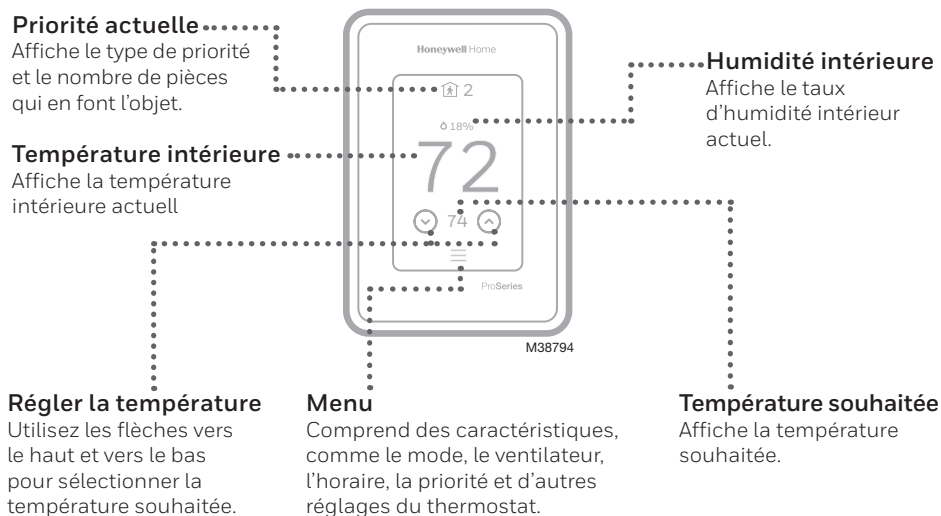 Priorité actuelle
Affiche le type de priorité
et le nombre de pièces
qui en font l'objet.
Température intérieure
Affiche la température
intérieure actuell
Honeywell Home
2
18%
72
74
ProSeries
M38794
Humidité intérieure
Affiche le taux
d'humidité intérieur
actuel.
Régler la température
Utilisez les flèches vers
le haut et vers le bas
pour sélectionner la
température souhaitée.
Menu
Comprend des caractéristiques,
comme le mode, le ventilateur,
l'horaire, la priorité et d'autres
réglages du thermostat.
Température souhaitée
Affiche la température
souhaitée.